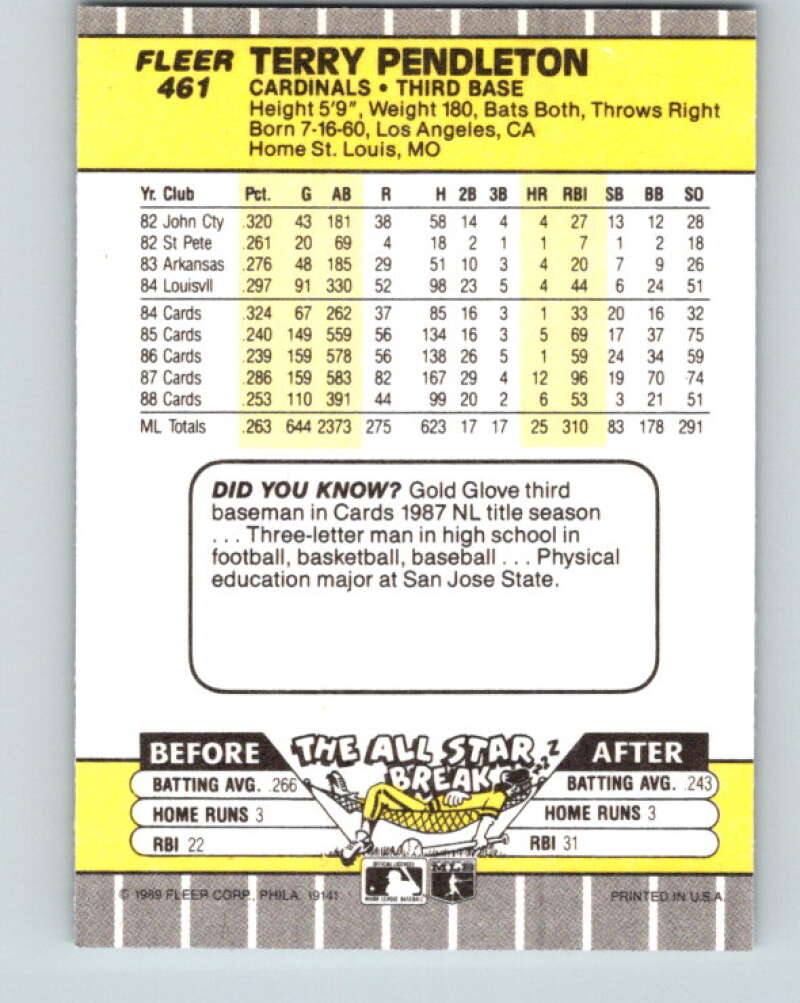 FLEER TERRY PENDLETON
461 CARDINALS • THIRD BASE
Height 5'9", Weight 180, Bats Both, Throws Right
Born 7-16-60, Los Angeles, CA
Home St. Louis, MO
Yr. Club Pct. G AB R H 2B 3B HR RBI SB BB SO
82 John Cty .320 43 181 38 58 14 4 4 27 13 12 28
82 St Pete .261 20 69 4 18 2 1 1 7 1 2 18
83 Arkansas .276 48 185 29 51 10 3 4 20 7 9 26
84 Louisvll .297 91 330 52 98 23 5 4 44 6 24 51
84 Cards .324 67 262 37 85 16 3 1 33 20 16 32
85 Cards .240 149 559 56 134 16 3 5 69 17 37 75
86 Cards .239 159 578 56 138 26 5 1 59 24 34 59
87 Cards .286 159 583 82 167 29 4 12 96 19 70 74
88 Cards .253 110 391 44 99 20 2 6 53 3 21 51
ML Totals .263 644 2373 275 623 17 17 25 310 83 178 291
DID YOU KNOW? Gold Glove third
baseman in Cards 1987 NL title season
. . . Three-letter man in high school in
football, basketball, baseball . . . Physical
education major at San Jose State.
BEFORE THE ALL STAR BREAK AFTER
BATTING AVG. .266 BATTING AVG. .243
HOME RUNS 3 HOME RUNS 3
RBI 22 RBI 31
OFFICIAL LICENSEE
MAJOR LEAGUE BASEBALL
MLB
© 1989 FLEER CORP., PHILA. 19141 PRINTED IN U.S.A.